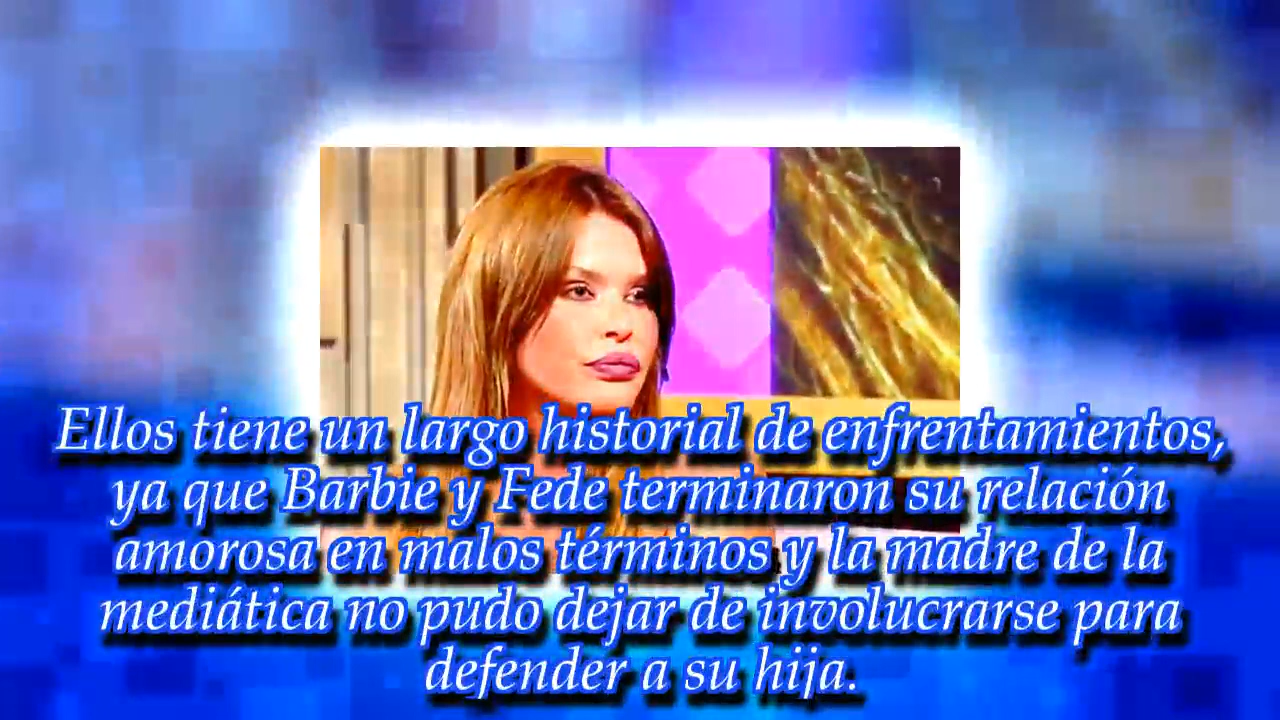 Ellos tiene un largo historial de enfrentamientos,
ya que Barbie y Fede terminaron su relación
amorosa en malos términos y la madre de la
mediática no pudo dejar de involucrarse para
defender a su hija.